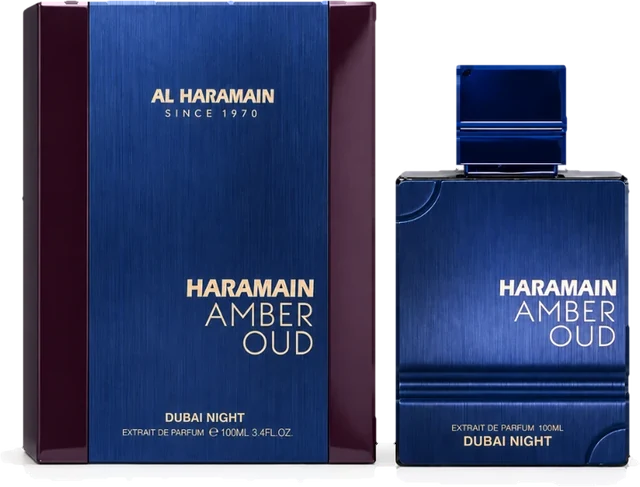 AL HARAMAIN
SINCE 1970
HARAMAIN
AMBER
OUD
DUBAI NIGHT
EXTRAIT DE PARFUM ℮ 100ML 3.4FL.OZ.
HARAMAIN
AMBER
OUD
EXTRAIT DE PARFUM 100ML
DUBAI NIGHT